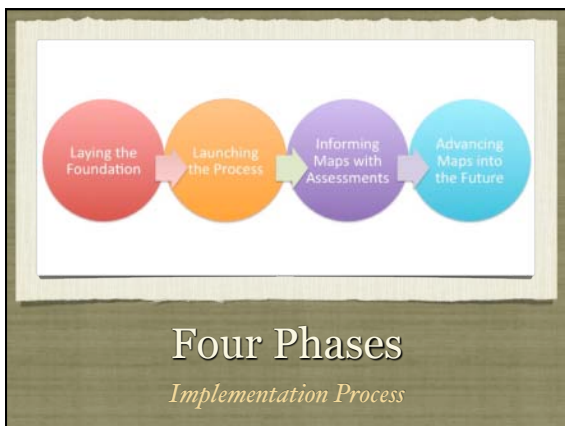 Laying the
Foundation
Launching
the Process
Informing
Maps with
Assessments
Advancing
Maps into
the Future
Four Phases
Implementation Process